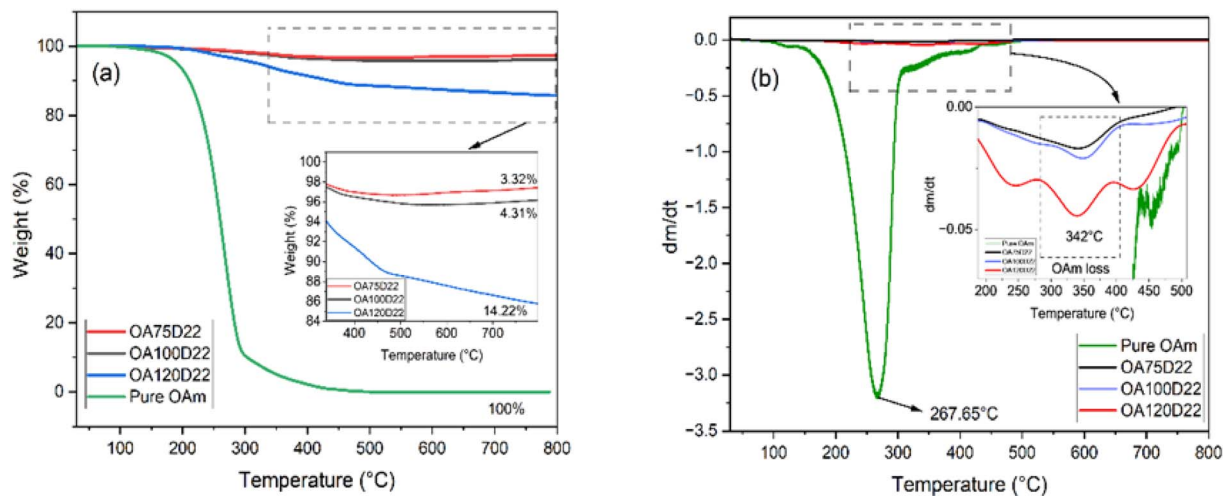 (a)
Weight (%)
100
80
60
40
20
0
100 200 300 400 500 600 700 800
Temperature (°C)
OA75D22
OA100D22
OA120D22
Pure OAm
100%
Weight (%)
98
96
94
92
90
88
86
84
400 500 600 700
Temperature (°C)
3.32%
4.31%
14.22%
OA75D22
OA100D22
OA120D22
(b)
dm/dt
0.0
−0.5
−1.0
−1.5
−2.0
−2.5
−3.0
−3.5
100 200 300 400 500 600 700 800
Temperature (°C)
267.65°C
Pure OAm
OA75D22
OA100D22
OA120D22
dm/dt
0.00
−0.05
200 250 300 350 400 450 500
Temperature (°C)
342°C
OAm loss
Pure OAm
OA75D22
OA100D22
OA120D22